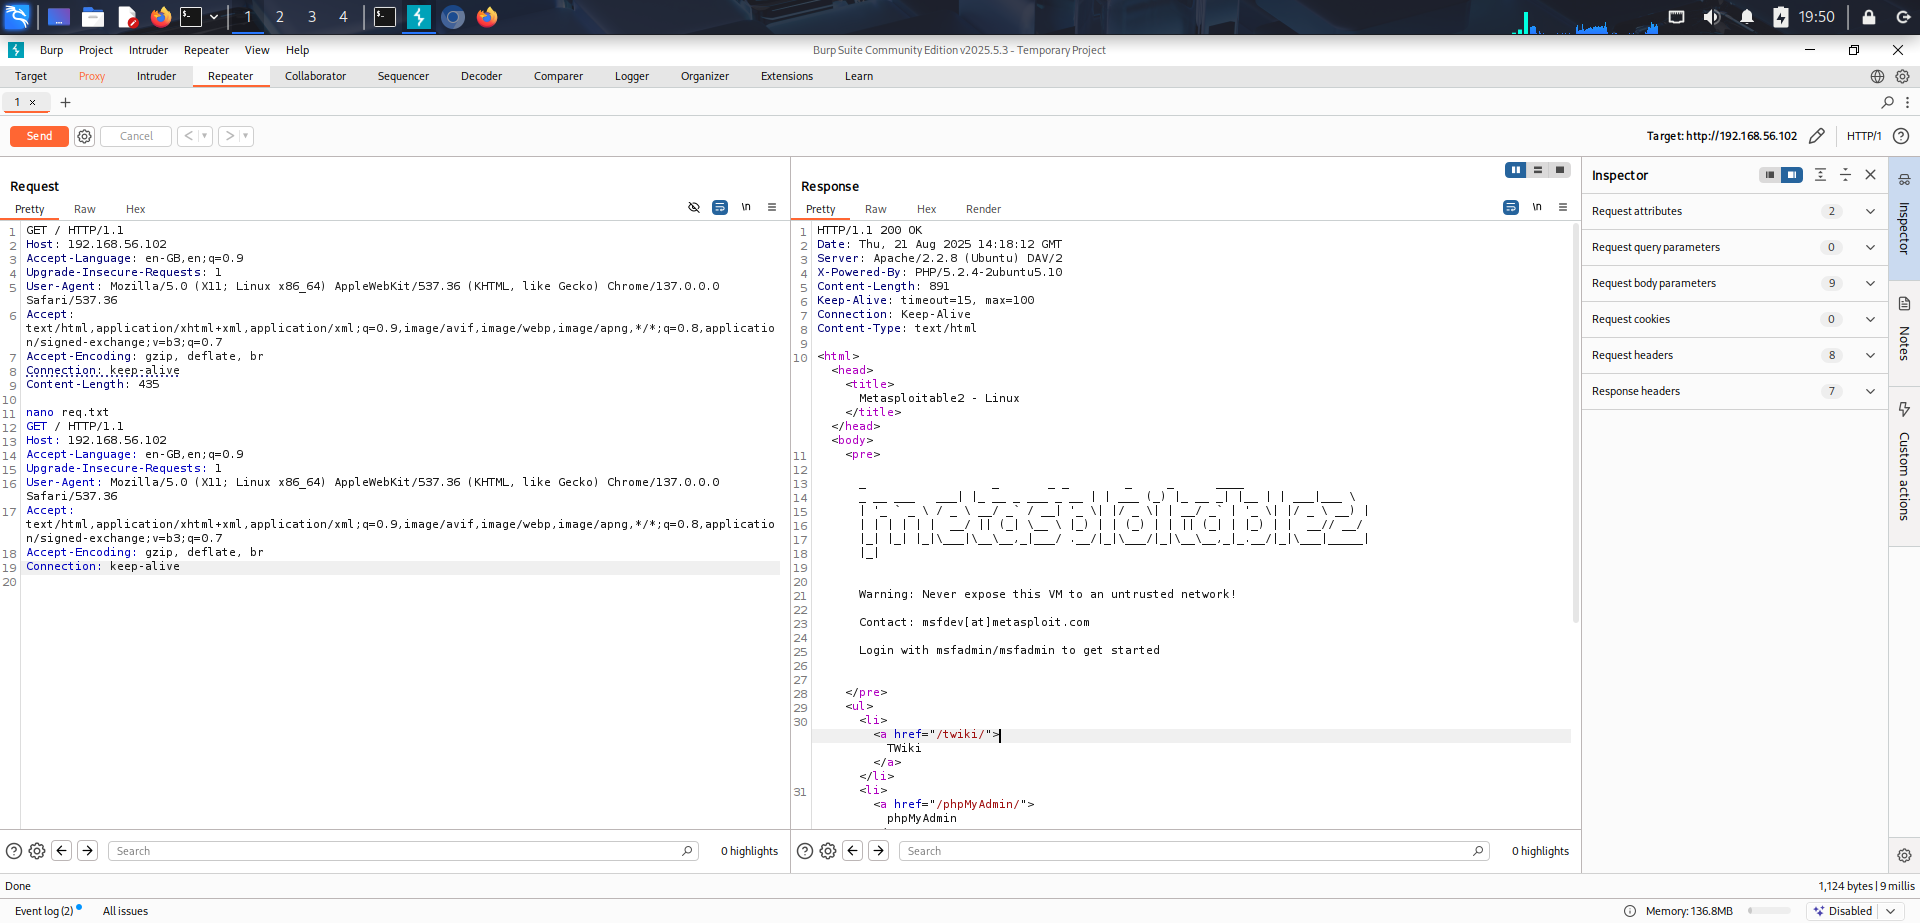 1 2 3 4 19:50
Burp Project Intruder Repeater View Help Burp Suite Community Edition v2025.5.3 - Temporary Project
Target Proxy Intruder Repeater Collaborator Sequencer Decoder Comparer Logger Organizer Extensions Learn
1 × +
Send Cancel < > Target: http://192.168.56.102 HTTP/1
Request
Pretty Raw Hex \n
1 GET / HTTP/1.1
2 Host: 192.168.56.102
3 Accept-Language: en-GB,en;q=0.9
4 Upgrade-Insecure-Requests: 1
5 User-Agent: Mozilla/5.0 (X11; Linux x86_64) AppleWebKit/537.36 (KHTML, like Gecko) Chrome/137.0.0.0
Safari/537.36
6 Accept:
text/html,application/xhtml+xml,application/xml;q=0.9,image/avif,image/webp,image/apng,*/*;q=0.8,applicatio
n/signed-exchange;v=b3;q=0.7
7 Accept-Encoding: gzip, deflate, br
8 Connection: keep-alive
9 Content-Length: 435
10
11 nano req.txt
12 GET / HTTP/1.1
13 Host: 192.168.56.102
14 Accept-Language: en-GB,en;q=0.9
15 Upgrade-Insecure-Requests: 1
16 User-Agent: Mozilla/5.0 (X11; Linux x86_64) AppleWebKit/537.36 (KHTML, like Gecko) Chrome/137.0.0.0
Safari/537.36
17 Accept:
text/html,application/xhtml+xml,application/xml;q=0.9,image/avif,image/webp,image/apng,*/*;q=0.8,applicatio
n/signed-exchange;v=b3;q=0.7
18 Accept-Encoding: gzip, deflate, br
19 Connection: keep-alive
20
Search 0 highlights
Response
Pretty Raw Hex Render \n
1 HTTP/1.1 200 OK
2 Date: Thu, 21 Aug 2025 14:18:12 GMT
3 Server: Apache/2.2.8 (Ubuntu) DAV/2
4 X-Powered-By: PHP/5.2.4-2ubuntu5.10
5 Content-Length: 891
6 Keep-Alive: timeout=15, max=100
7 Connection: Keep-Alive
8 Content-Type: text/html
9
10 <html>
<head>
<title>
Metasploitable2 - Linux
</title>
</head>
<body>
11 <pre>
12
13
14
15
16
17
18
19
20
21 Warning: Never expose this VM to an untrusted network!
22
23 Contact: msfdev[at]metasploit.com
24
25 Login with msfadmin/msfadmin to get started
26
27
28 </pre>
29 <ul>
30 <li>
<a href="/twiki/">
TWiki
</a>
</li>
31 <li>
<a href="/phpMyAdmin/">
phpMyAdmin
Search 0 highlights
Inspector
Request attributes 2
Request query parameters 0
Request body parameters 9
Request cookies 0
Request headers 8
Response headers 7
Inspector
Notes
Custom actions
Done 1,124 bytes | 9 millis
Event log (2) All issues Memory: 136.8MB Disabled